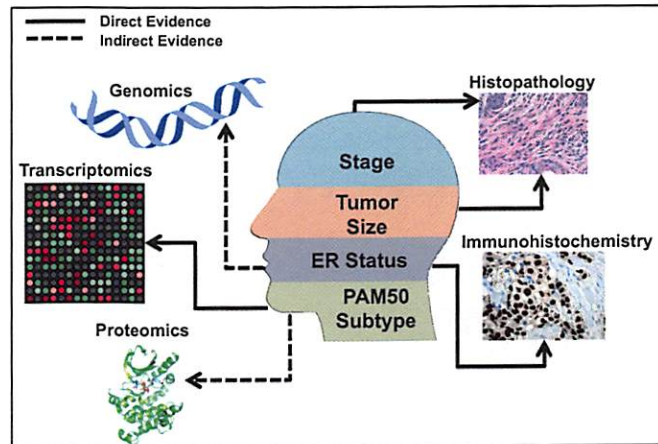 Direct Evidence
Indirect Evidence
Genomics
Histopathology
Transcriptomics
Stage
Tumor
Size
Immunohistochemistry
ER Status
PAM50
Subtype
Proteomics